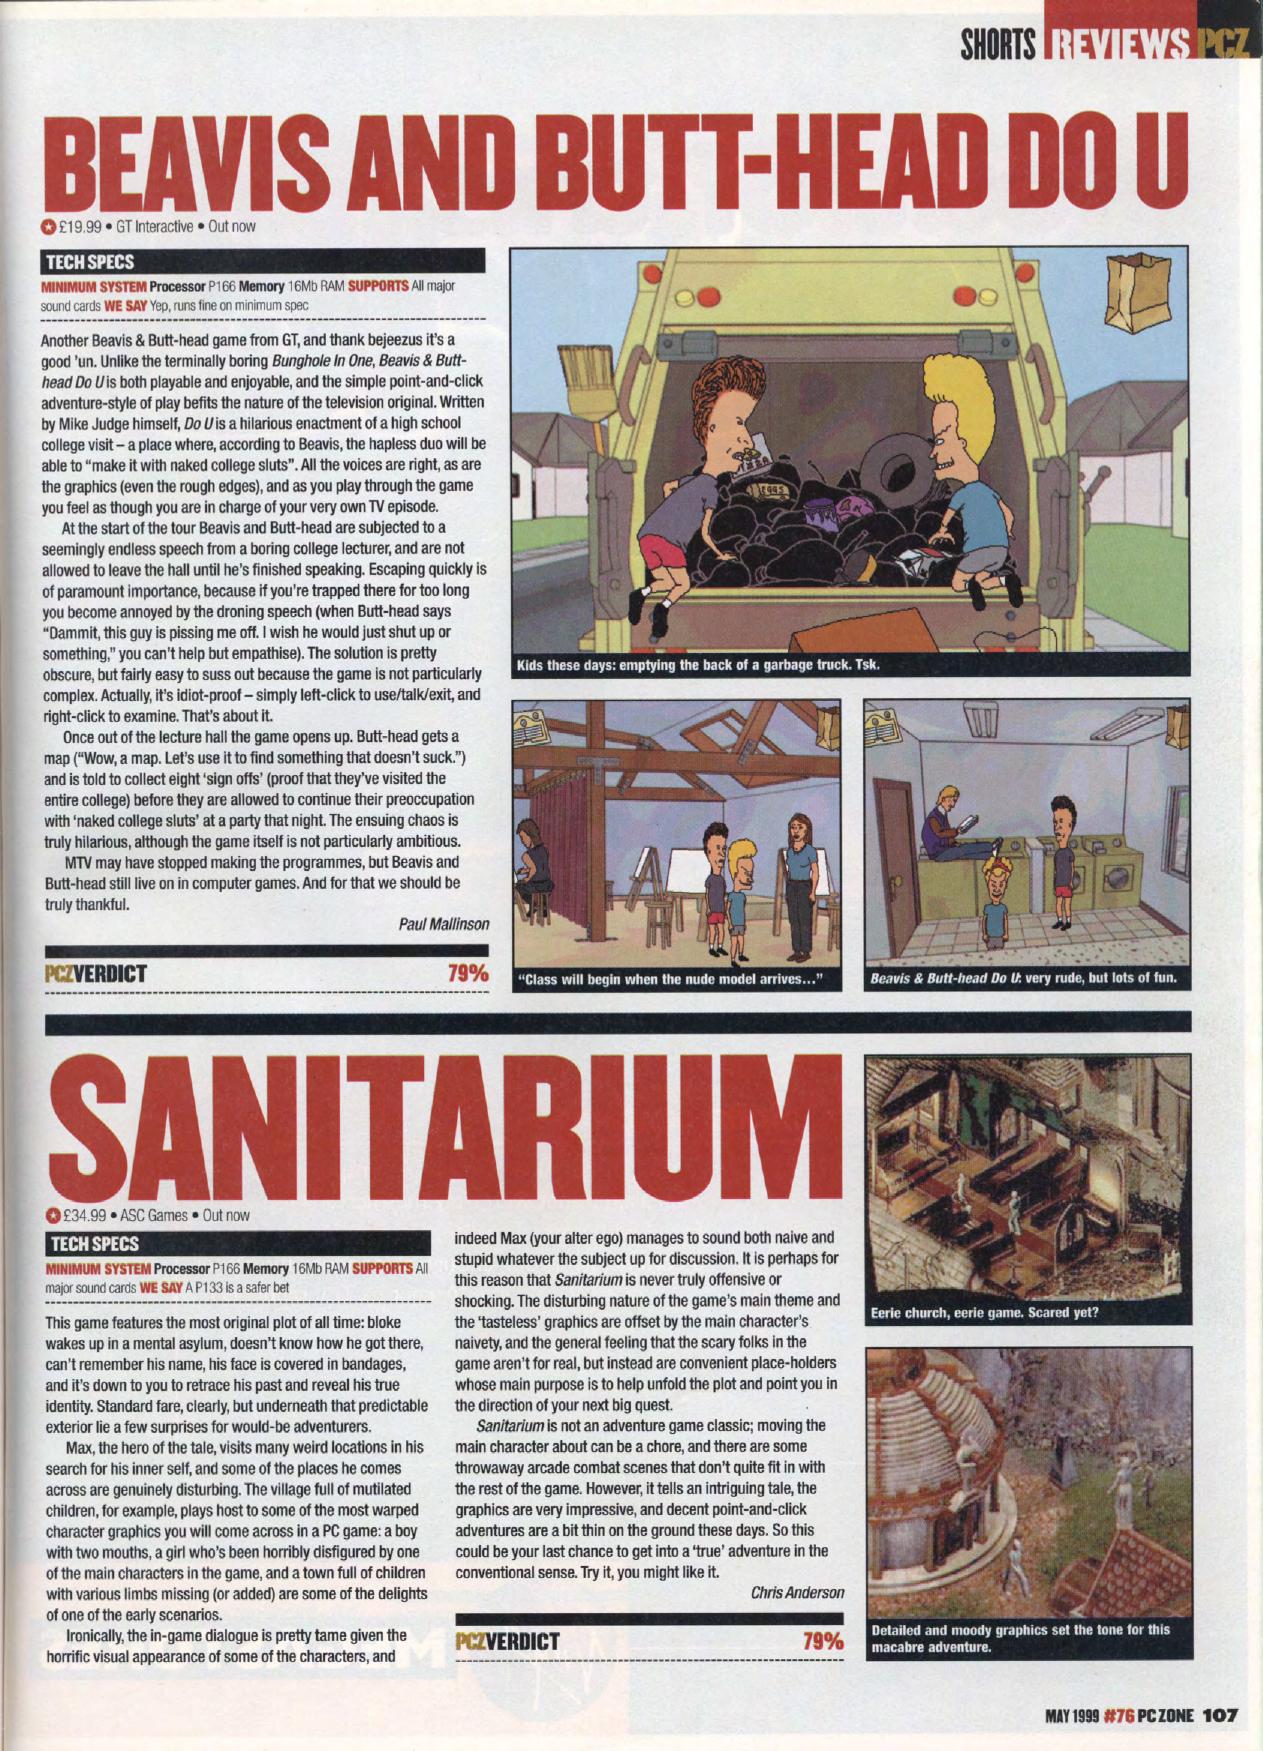 SHORTS REVIEWS PCZ
BEAVIS AND BUTT-HEAD DO U
£19.99 • GT Interactive • Out now
TECH SPECS
MINIMUM SYSTEM Processor P166 Memory 16Mb RAM SUPPORTS All major
sound cards WE SAY Yep, runs fine on minimum spec
Another Beavis & Butt-head game from GT, and thank bejeezus it's a
good 'un. Unlike the terminally boring Bunghole In One, Beavis & Butt-
head Do U is both playable and enjoyable, and the simple point-and-click
adventure-style of play befits the nature of the television original. Written
by Mike Judge himself, Do U is a hilarious enactment of a high school
college visit – a place where, according to Beavis, the hapless duo will be
able to "make it with naked college sluts". All the voices are right, as are
the graphics (even the rough edges), and as you play through the game
you feel as though you are in charge of your very own TV episode.
At the start of the tour Beavis and Butt-head are subjected to a
seemingly endless speech from a boring college lecturer, and are not
allowed to leave the hall until he's finished speaking. Escaping quickly is
of paramount importance, because if you're trapped there for too long
you become annoyed by the droning speech (when Butt-head says
"Dammit, this guy is pissing me off. I wish he would just shut up or
something," you can't help but empathise). The solution is pretty
obscure, but fairly easy to suss out because the game is not particularly
complex. Actually, it's idiot-proof – simply left-click to use/talk/exit, and
right-click to examine. That's about it.
Once out of the lecture hall the game opens up. Butt-head gets a
map ("Wow, a map. Let's use it to find something that doesn't suck.")
and is told to collect eight 'sign offs' (proof that they've visited the
entire college) before they are allowed to continue their preoccupation
with 'naked college sluts' at a party that night. The ensuing chaos is
truly hilarious, although the game itself is not particularly ambitious.
MTV may have stopped making the programmes, but Beavis and
Butt-head still live on in computer games. And for that we should be
truly thankful.
Paul Mallinson
PCZVERDICT 79%
EGGS
Kids these days: emptying the back of a garbage truck. Tsk.
"Class will begin when the nude model arrives..."
Beavis & Butt-head Do U: very rude, but lots of fun.
SANITARIUM
£34.99 • ASC Games • Out now
TECH SPECS
MINIMUM SYSTEM Processor P166 Memory 16Mb RAM SUPPORTS All
major sound cards WE SAY A P133 is a safer bet
This game features the most original plot of all time: bloke
wakes up in a mental asylum, doesn't know how he got there,
can't remember his name, his face is covered in bandages,
and it's down to you to retrace his past and reveal his true
identity. Standard fare, clearly, but underneath that predictable
exterior lie a few surprises for would-be adventurers.
Max, the hero of the tale, visits many weird locations in his
search for his inner self, and some of the places he comes
across are genuinely disturbing. The village full of mutilated
children, for example, plays host to some of the most warped
character graphics you will come across in a PC game: a boy
with two mouths, a girl who's been horribly disfigured by one
of the main characters in the game, and a town full of children
with various limbs missing (or added) are some of the delights
of one of the early scenarios.
Ironically, the in-game dialogue is pretty tame given the
horrific visual appearance of some of the characters, and
indeed Max (your alter ego) manages to sound both naive and
stupid whatever the subject up for discussion. It is perhaps for
this reason that Sanitarium is never truly offensive or
shocking. The disturbing nature of the game's main theme and
the 'tasteless' graphics are offset by the main character's
naivety, and the general feeling that the scary folks in the
game aren't for real, but instead are convenient place-holders
whose main purpose is to help unfold the plot and point you in
the direction of your next big quest.
Sanitarium is not an adventure game classic; moving the
main character about can be a chore, and there are some
throwaway arcade combat scenes that don't quite fit in with
the rest of the game. However, it tells an intriguing tale, the
graphics are very impressive, and decent point-and-click
adventures are a bit thin on the ground these days. So this
could be your last chance to get into a 'true' adventure in the
conventional sense. Try it, you might like it.
Chris Anderson
PCZVERDICT 79%
Eerie church, eerie game. Scared yet?
Detailed and moody graphics set the tone for this
macabre adventure.
MAY 1999 #76 PC ZONE 107